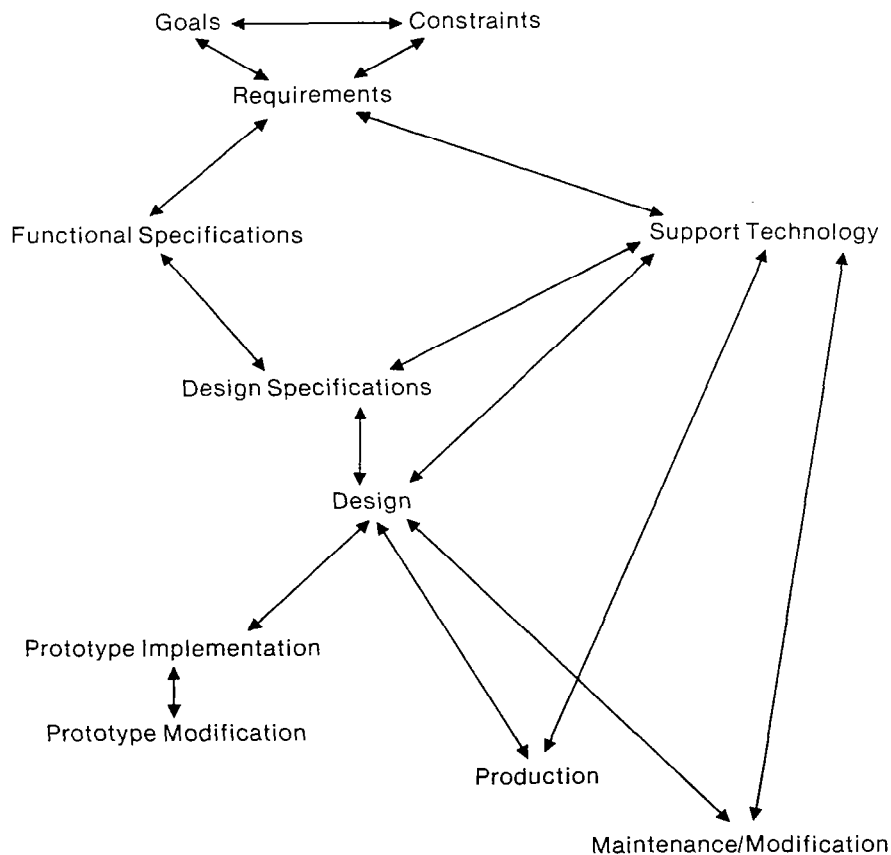 Goals
Constraints
Requirements
Functional Specifications
Support Technology
Design Specifications
Design
Prototype Implementation
Prototype Modification
Production
Maintenance/Modification